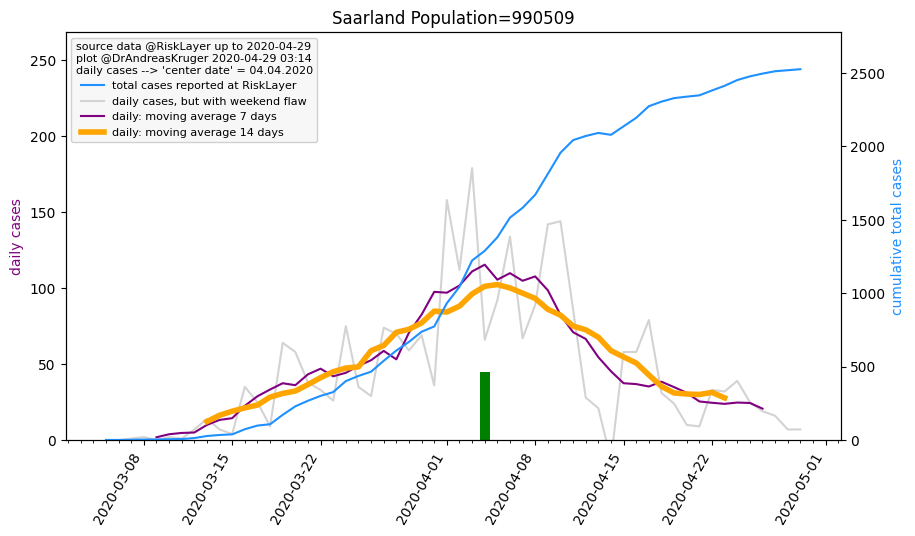 Saarland Population=990509
source data @RiskLayer up to 2020-04-29
plot @DrAndreasKruger 2020-04-29 03:14
daily cases --> 'center date' = 04.04.2020
total cases reported at RiskLayer
daily cases, but with weekend flaw
daily: moving average 7 days
daily: moving average 14 days
daily cases
250
200
150
100
50
0
2500
2000
1500
1000
500
0
cumulative total cases
2020-03-08
2020-03-15
2020-03-22
2020-04-01
2020-04-08
2020-04-15
2020-04-22
2020-05-01